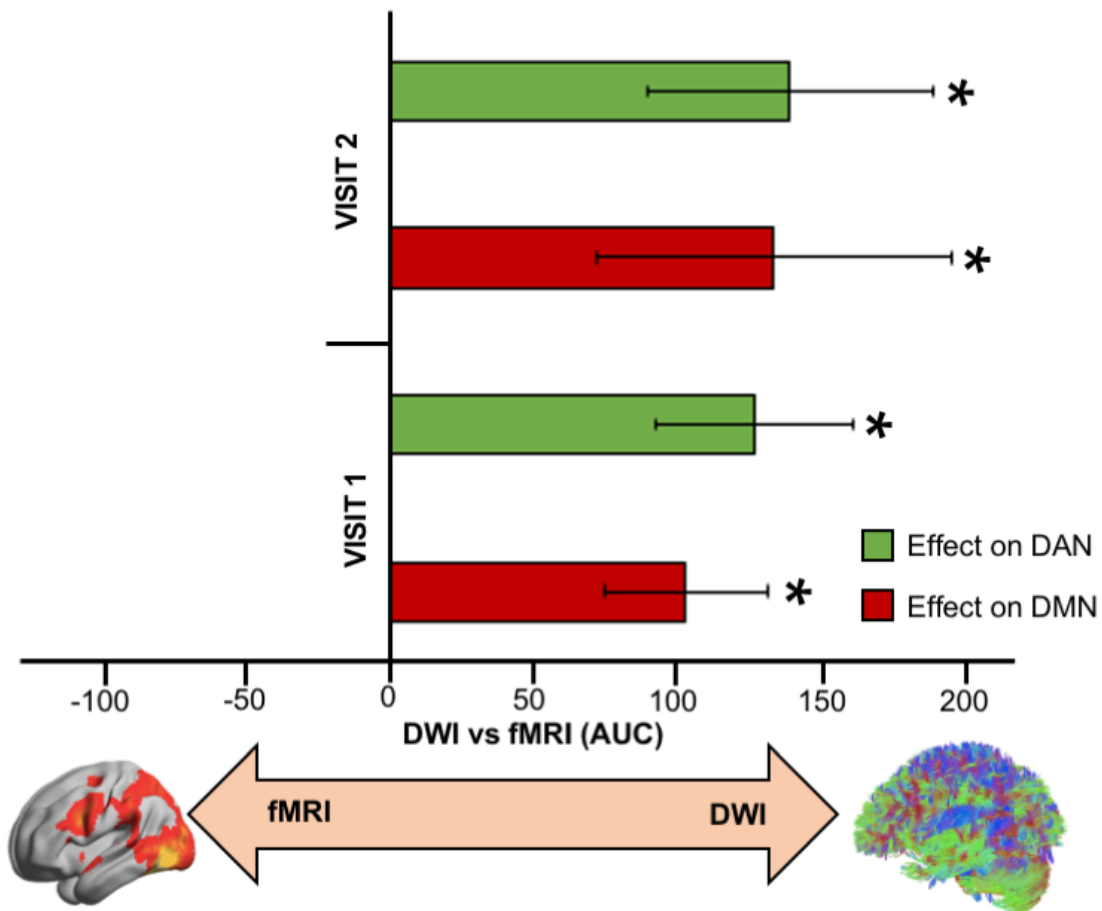 VISIT 2
*
*
VISIT 1
*
*
Effect on DAN
Effect on DMN
-100 -50 0 50 100 150 200
DWI vs fMRI (AUC)
fMRI DWI